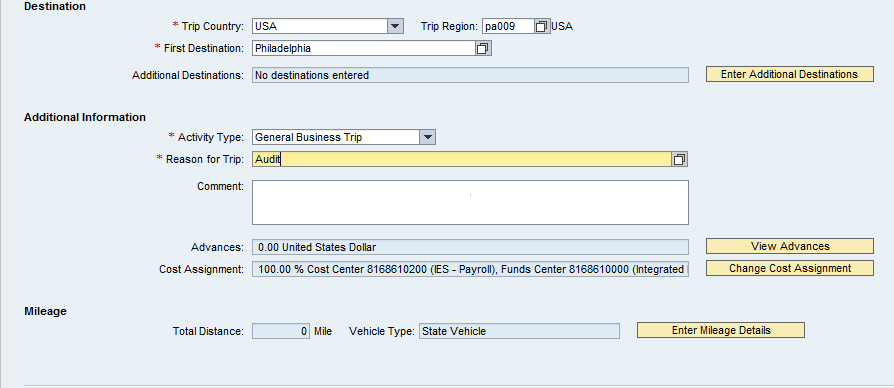 Destination
* Trip Country: USA Trip Region: pa009 USA
* First Destination: Philadelphia
Additional Destinations: No destinations entered Enter Additional Destinations
Additional Information
* Activity Type: General Business Trip
* Reason for Trip: Audit
Comment:
Advances: 0.00 United States Dollar View Advances
Cost Assignment: 100.00 % Cost Center 8168610200 (IES - Payroll), Funds Center 8168610000 (Integrated Change Cost Assignment
Mileage
Total Distance: 0 Mile Vehicle Type: State Vehicle Enter Mileage Details